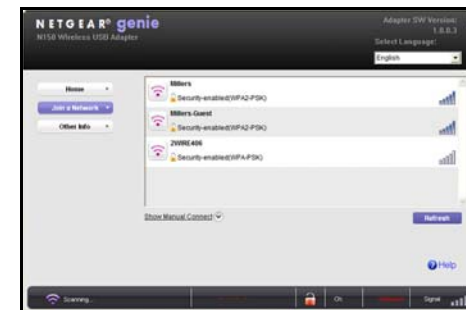 NETGEAR® genie
N150 Wireless USB Adapter
Adapter SW Version:
1.0.0.3
Select Language:
English
Home
Join a Network
Other Info
Millers
Security-enabled(WPA2-PSK)
Millers-Guest
Security-enabled(WPA2-PSK)
2WIRE406
Security-enabled(WPA-PSK)
Show Manual Connect
Refresh
? Help
Scanning...
Signal